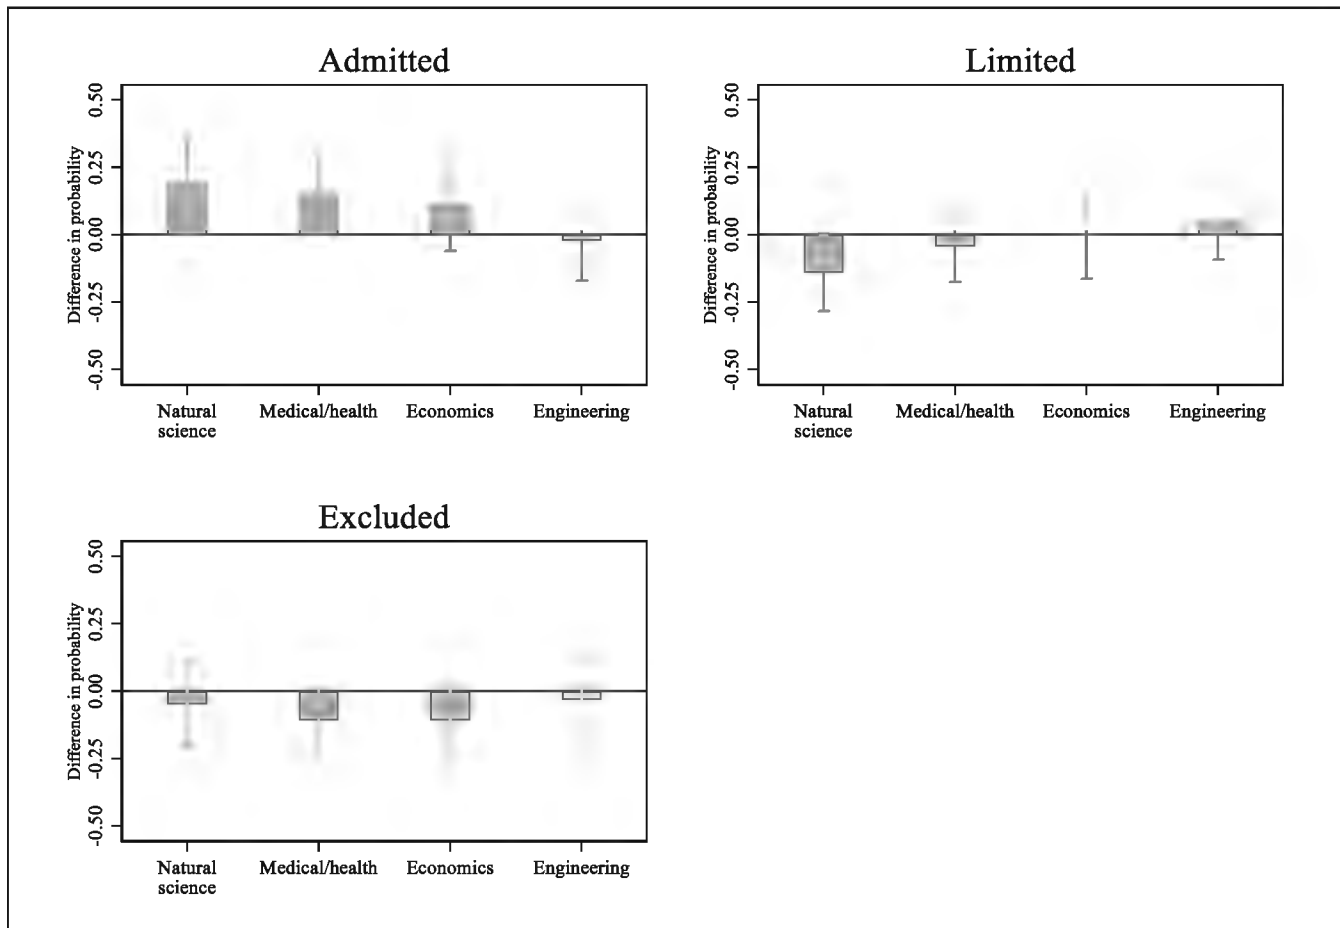 Admitted
Difference in probability
0.50
0.25
0.00
-0.25
-0.50
Natural
science
Medical/health
Economics
Engineering
Limited
Difference in probability
0.50
0.25
0.00
-0.25
-0.50
Natural
science
Medical/health
Economics
Engineering
Excluded
Difference in probability
0.50
0.25
0.00
-0.25
-0.50
Natural
science
Medical/health
Economics
Engineering